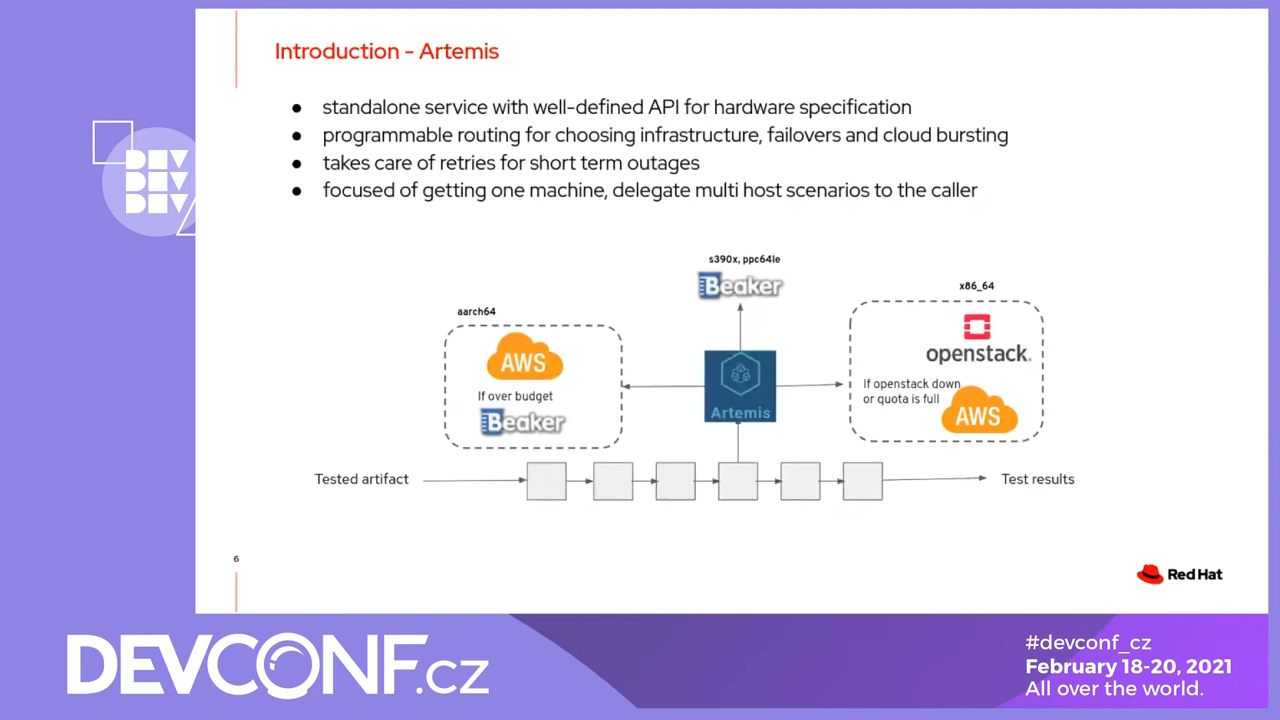 Introduction - Artemis
● standalone service with well-defined API for hardware specification
● programmable routing for choosing infrastructure, failovers and cloud bursting
● takes care of retries for short term outages
● focused of getting one machine, delegate multi host scenarios to the caller
DEV
DEV
DEV
s390x, ppc64le
Beaker
aarch64
AWS
If over budget
Beaker
Artemis
x86_64
openstack.
If openstack down
or quota is full
AWS
Tested artifact
Test results
6
Red Hat
DEVCONF.cz
#devconf_cz
February 18-20, 2021
All over the world.